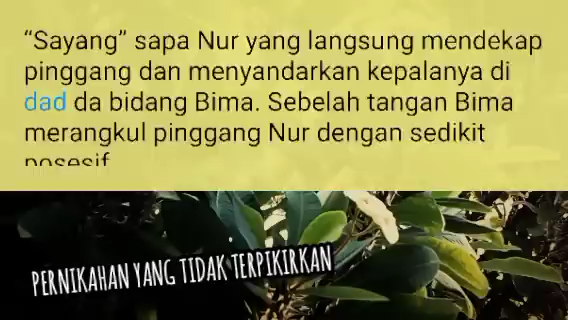 “Sayang” sapa Nur yang langsung mendekap
pinggang dan menyandarkan kepalanya di
dad da bidang Bima. Sebelah tangan Bima
merangkul pinggang Nur dengan sedikit
posesif
PERNIKAHAN YANG TIDAK TERPIKIRKAN